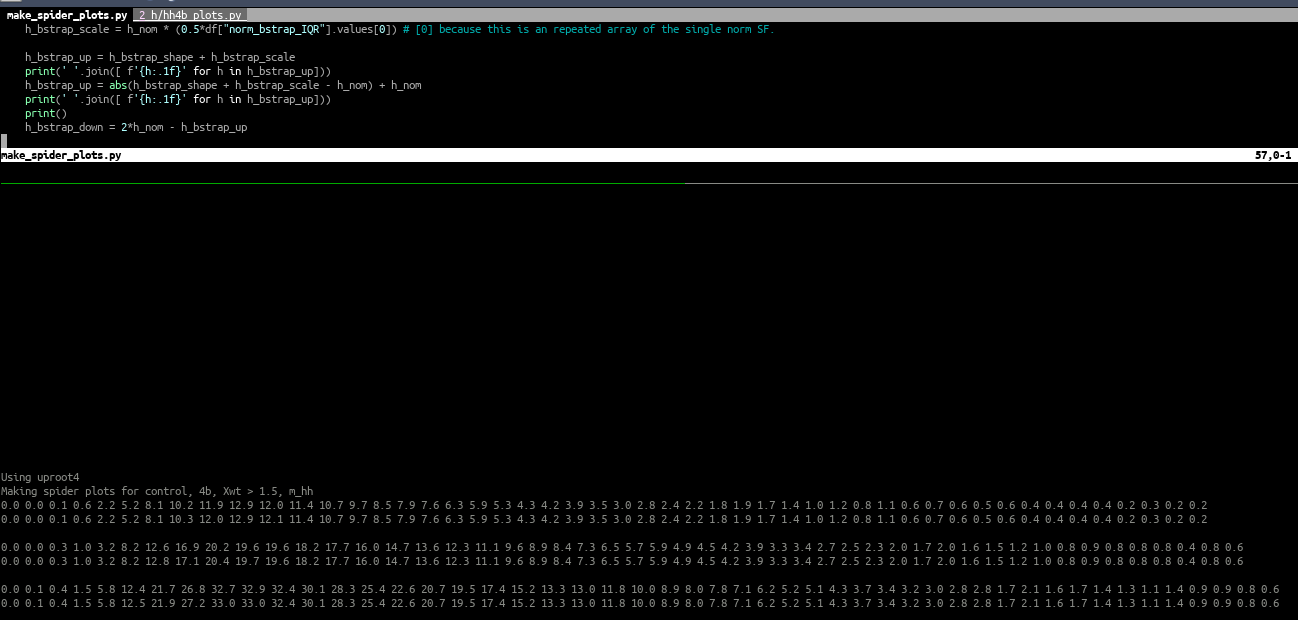 make_spider_plots.py  2 h/hh4b_plots.py
h_bstrap_scale = h_nom * (0.5*df["norm_bstrap_IQR"].values[0]) # [0] because this is an repeated array of the single norm SF.
h_bstrap_up = h_bstrap_shape + h_bstrap_scale
print(' '.join([ f'{h:.1f}' for h in h_bstrap_up]))
h_bstrap_up = abs(h_bstrap_shape + h_bstrap_scale - h_nom) + h_nom
print(' '.join([ f'{h:.1f}' for h in h_bstrap_up]))
print()
h_bstrap_down = 2*h_nom - h_bstrap_up
make_spider_plots.py 57,0-1
Using uproot4
Making spider plots for control, 4b, Xwt > 1.5, m_hh
0.0 0.0 0.1 0.6 2.2 5.2 8.1 10.2 11.9 12.9 12.0 11.4 10.7 9.7 8.5 7.9 7.6 6.3 5.9 5.3 4.3 4.2 3.9 3.5 3.0 2.8 2.4 2.2 1.8 1.9 1.7 1.4 1.0 1.2 0.8 1.1 0.6 0.7 0.6 0.5 0.6 0.4 0.4 0.4 0.4 0.2 0.3 0.2 0.2
0.0 0.0 0.1 0.6 2.2 5.2 8.1 10.3 12.0 12.9 12.1 11.4 10.7 9.7 8.5 7.9 7.6 6.3 5.9 5.3 4.3 4.2 3.9 3.5 3.0 2.8 2.4 2.2 1.8 1.9 1.7 1.4 1.0 1.2 0.8 1.1 0.6 0.7 0.6 0.5 0.6 0.4 0.4 0.4 0.4 0.2 0.3 0.2 0.2
0.0 0.0 0.3 1.0 3.2 8.2 12.6 16.9 20.2 19.6 19.6 18.2 17.7 16.0 14.7 13.6 12.3 11.1 9.6 8.9 8.4 7.3 6.5 5.7 5.9 4.9 4.5 4.2 3.9 3.3 3.4 2.7 2.5 2.3 2.0 1.7 2.0 1.6 1.5 1.2 1.0 0.8 0.9 0.8 0.8 0.8 0.4 0.8 0.6
0.0 0.0 0.3 1.0 3.2 8.2 12.8 17.1 20.4 19.7 19.6 18.2 17.7 16.0 14.7 13.6 12.3 11.1 9.6 8.9 8.4 7.3 6.5 5.7 5.9 4.9 4.5 4.2 3.9 3.3 3.4 2.7 2.5 2.3 2.0 1.7 2.0 1.6 1.5 1.2 1.0 0.8 0.9 0.8 0.8 0.8 0.4 0.8 0.6
0.0 0.1 0.4 1.5 5.8 12.4 21.7 26.8 32.7 32.9 32.4 30.1 28.3 25.4 22.6 20.7 19.5 17.4 15.2 13.3 13.0 11.8 10.0 8.9 8.0 7.8 7.1 6.2 5.2 5.1 4.3 3.7 3.4 3.2 3.0 2.8 2.8 1.7 2.1 1.6 1.7 1.4 1.3 1.1 1.4 0.9 0.9 0.8 0.6
0.0 0.1 0.4 1.5 5.8 12.5 21.9 27.2 33.0 33.0 32.4 30.1 28.3 25.4 22.6 20.7 19.5 17.4 15.2 13.3 13.0 11.8 10.0 8.9 8.0 7.8 7.1 6.2 5.2 5.1 4.3 3.7 3.4 3.2 3.0 2.8 2.8 1.7 2.1 1.6 1.7 1.4 1.3 1.1 1.4 0.9 0.9 0.8 0.6